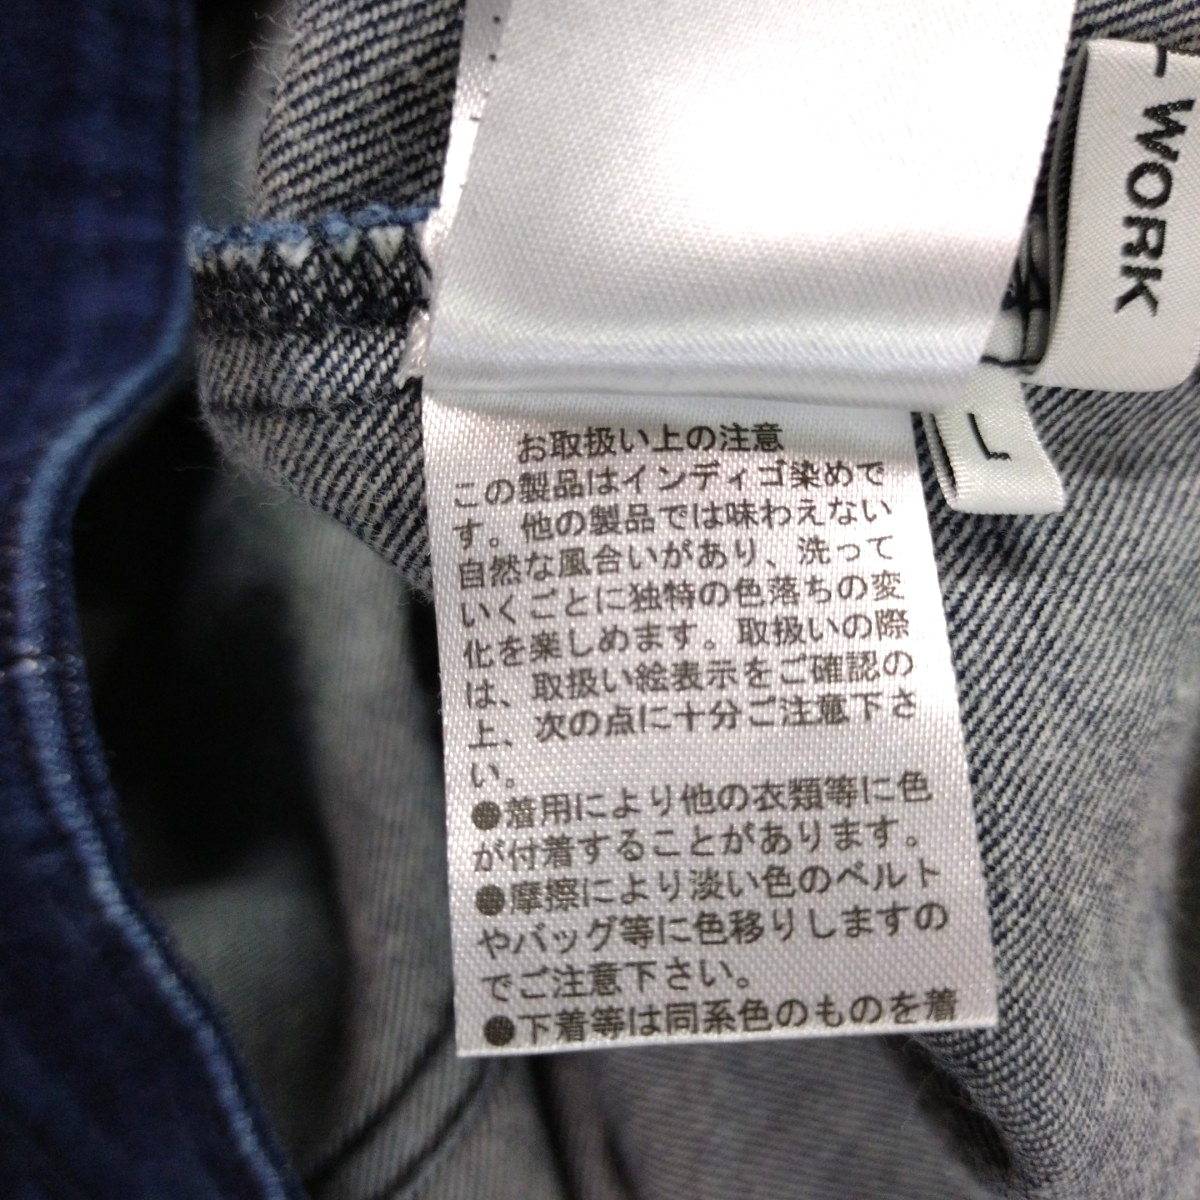 お取扱い上の注意
この製品はインディゴ染めで
す。他の製品では味わえない
自然な風合いがあり、洗って
いくごとに独特の色落ちの変
化を楽しめます。取扱いの際
は、取扱い絵表示をご確認の
上、次の点に十分ご注意下さ
い。
●着用により他の衣類等に色
が付着することがあります。
●摩擦により淡い色のベルト
やバッグ等に色移りしますの
でご注意下さい。
●下着等は同系色のものを着
WORK
L